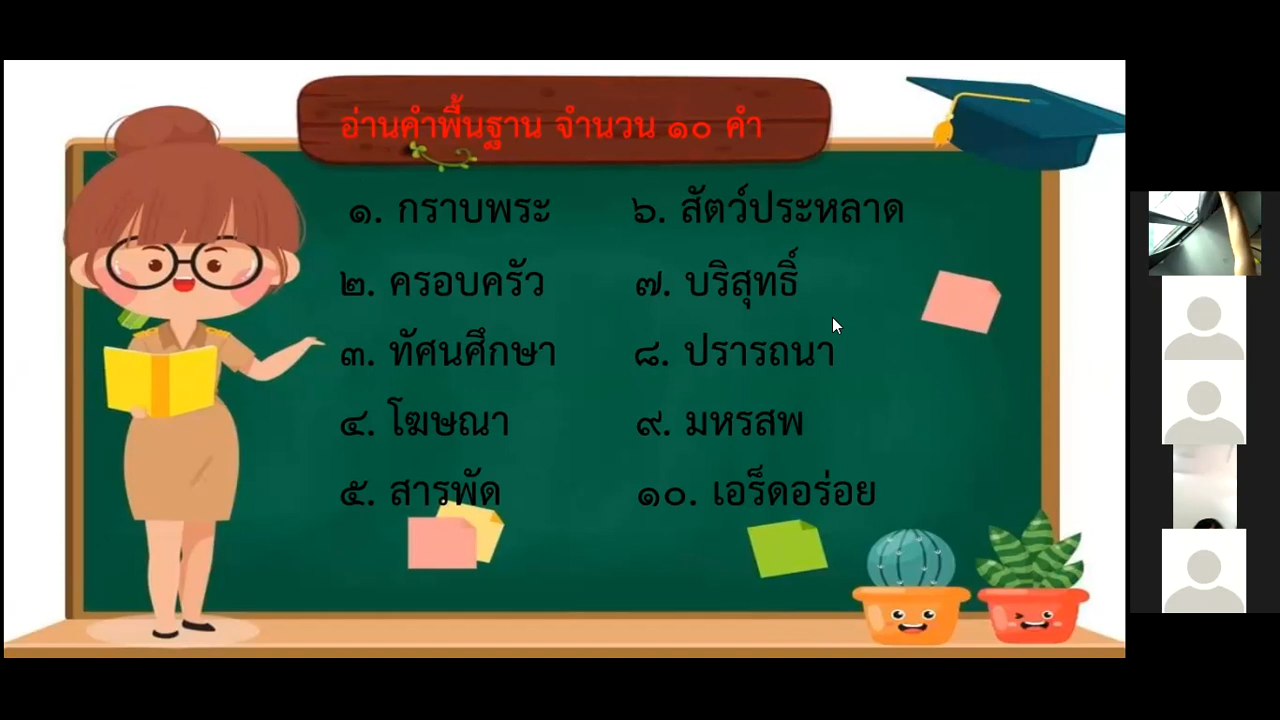 อ่านคำพื้นฐาน จำนวน ๑๐ คำ
๑. กราบพระ
๒. ครอบครัว
๓. ทัศนศึกษา
๔. โฆษณา
๕. สารพัด
๖. สัตว์ประหลาด
๗. บริสุทธิ์
๘. ปรารถนา
๙. มหรสพ
๑๐. เอร็ดอร่อย